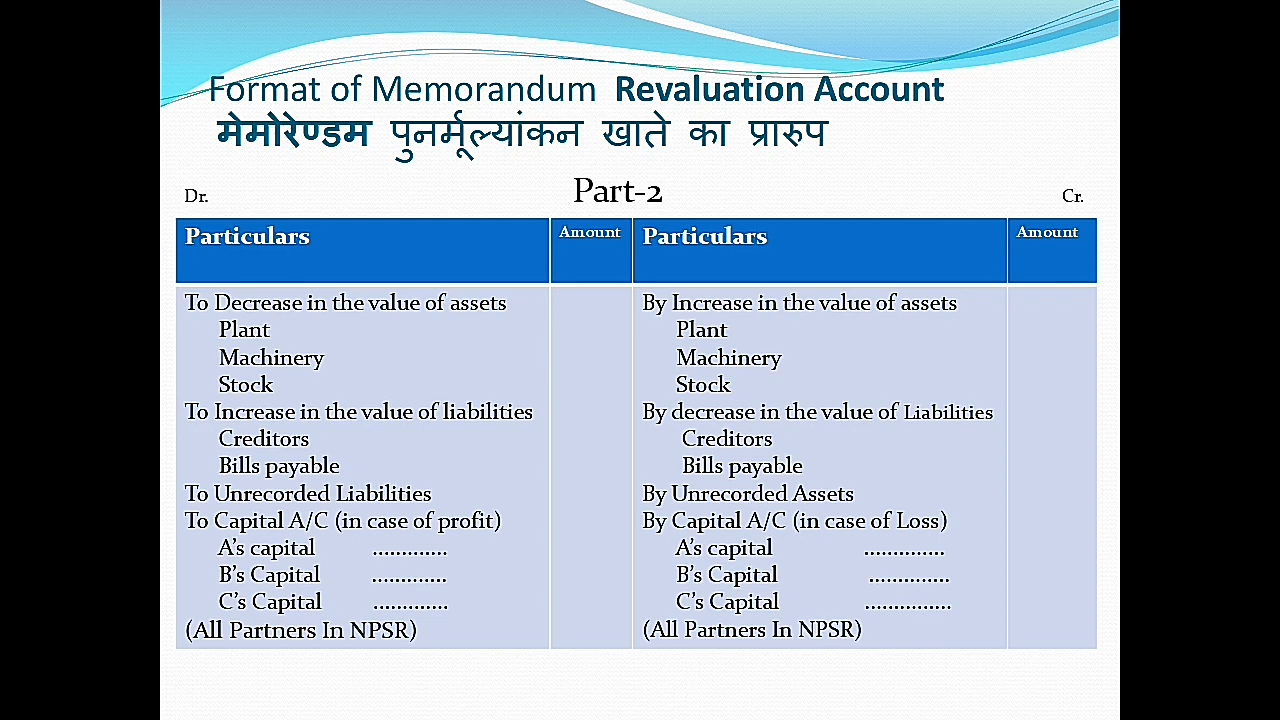 Format of Memorandum Revaluation Account
मेमोरेण्डम पुनर्मूल्यांकन खाते का प्रारुप
Dr. Part-2 Cr.
Particulars Amount Particulars Amount
To Decrease in the value of assets By Increase in the value of assets
Plant Plant
Machinery Machinery
Stock Stock
To Increase in the value of liabilities By decrease in the value of Liabilities
Creditors Creditors
Bills payable Bills payable
To Unrecorded Liabilities By Unrecorded Assets
To Capital A/C (in case of profit) By Capital A/C (in case of Loss)
A’s capital ............. A’s capital ..............
B’s Capital ............. B’s Capital ..............
C’s Capital ............. C’s Capital ...............
(All Partners In NPSR) (All Partners In NPSR)